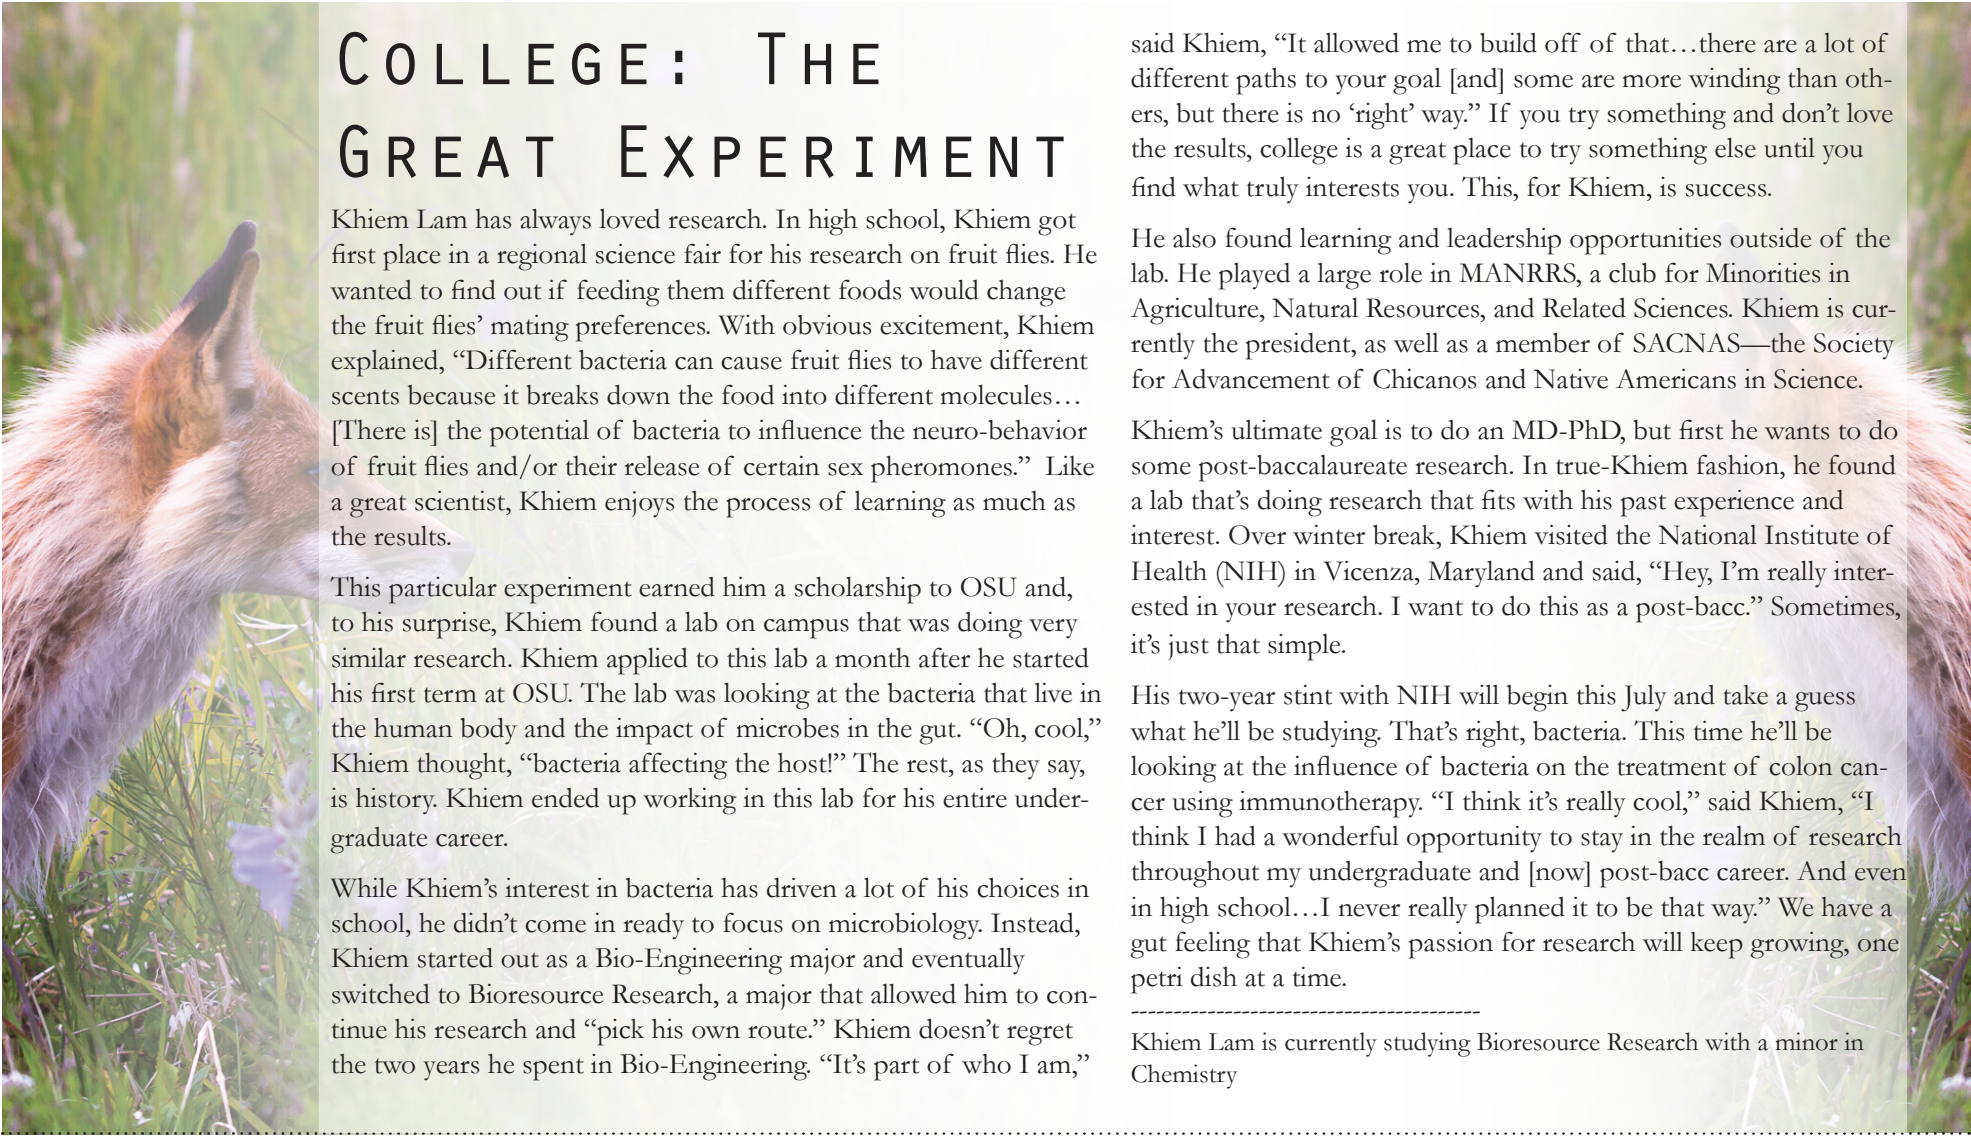 College: The
Great Experiment
Khiem Lam has always loved research. In high school, Khiem got
first place in a regional science fair for his research on fruit flies. He
wanted to find out if feeding them different foods would change
the fruit flies’ mating preferences. With obvious excitement, Khiem
explained, “Different bacteria can cause fruit flies to have different
scents because it breaks down the food into different molecules…
[There is] the potential of bacteria to influence the neuro-behavior
of fruit flies and/or their release of certain sex pheromones.” Like
a great scientist, Khiem enjoys the process of learning as much as
the results.
This particular experiment earned him a scholarship to OSU and,
to his surprise, Khiem found a lab on campus that was doing very
similar research. Khiem applied to this lab a month after he started
his first term at OSU. The lab was looking at the bacteria that live in
the human body and the impact of microbes in the gut. “Oh, cool,”
Khiem thought, “bacteria affecting the host!” The rest, as they say,
is history. Khiem ended up working in this lab for his entire under-
graduate career.
While Khiem’s interest in bacteria has driven a lot of his choices in
school, he didn’t come in ready to focus on microbiology. Instead,
Khiem started out as a Bio-Engineering major and eventually
switched to Bioresource Research, a major that allowed him to con-
tinue his research and “pick his own route.” Khiem doesn’t regret
the two years he spent in Bio-Engineering. “It’s part of who I am,”
said Khiem, “It allowed me to build off of that…there are a lot of
different paths to your goal [and] some are more winding than oth-
ers, but there is no ‘right’ way.” If you try something and don’t love
the results, college is a great place to try something else until you
find what truly interests you. This, for Khiem, is success.
He also found learning and leadership opportunities outside of the
lab. He played a large role in MANRRS, a club for Minorities in
Agriculture, Natural Resources, and Related Sciences. Khiem is cur-
rently the president, as well as a member of SACNAS—the Society
for Advancement of Chicanos and Native Americans in Science.
Khiem’s ultimate goal is to do an MD-PhD, but first he wants to do
some post-baccalaureate research. In true-Khiem fashion, he found
a lab that’s doing research that fits with his past experience and
interest. Over winter break, Khiem visited the National Institute of
Health (NIH) in Vicenza, Maryland and said, “Hey, I’m really inter-
ested in your research. I want to do this as a post-bacc.” Sometimes,
it’s just that simple.
His two-year stint with NIH will begin this July and take a guess
what he’ll be studying. That’s right, bacteria. This time he’ll be
looking at the influence of bacteria on the treatment of colon can-
cer using immunotherapy. “I think it’s really cool,” said Khiem, “I
think I had a wonderful opportunity to stay in the realm of research
throughout my undergraduate and [now] post-bacc career. And even
in high school…I never really planned it to be that way.” We have a
gut feeling that Khiem’s passion for research will keep growing, one
petri dish at a time.
-----------------------------------------
Khiem Lam is currently studying Bioresource Research with a minor in
Chemistry